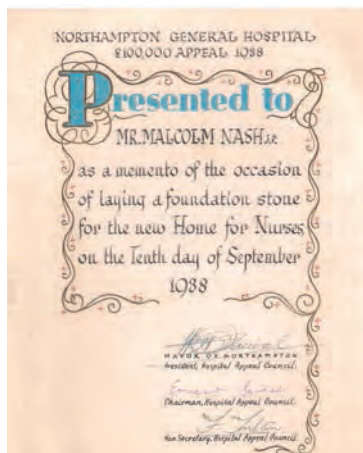 NORTHAMPTON GENERAL HOSPITAL
£100,000 APPEAL 1938
Presented to
MR. MALCOLM NASH J.P.
as a memento of the occasion
of laying a foundation stone
for the new Home for Nurses
on the Tenth day of September
1938
MAYOR OF NORTHAMPTON
President, Hospital Appeal Council.
Chairman, Hospital Appeal Council.
Hon Secretary, Hospital Appeal Council.